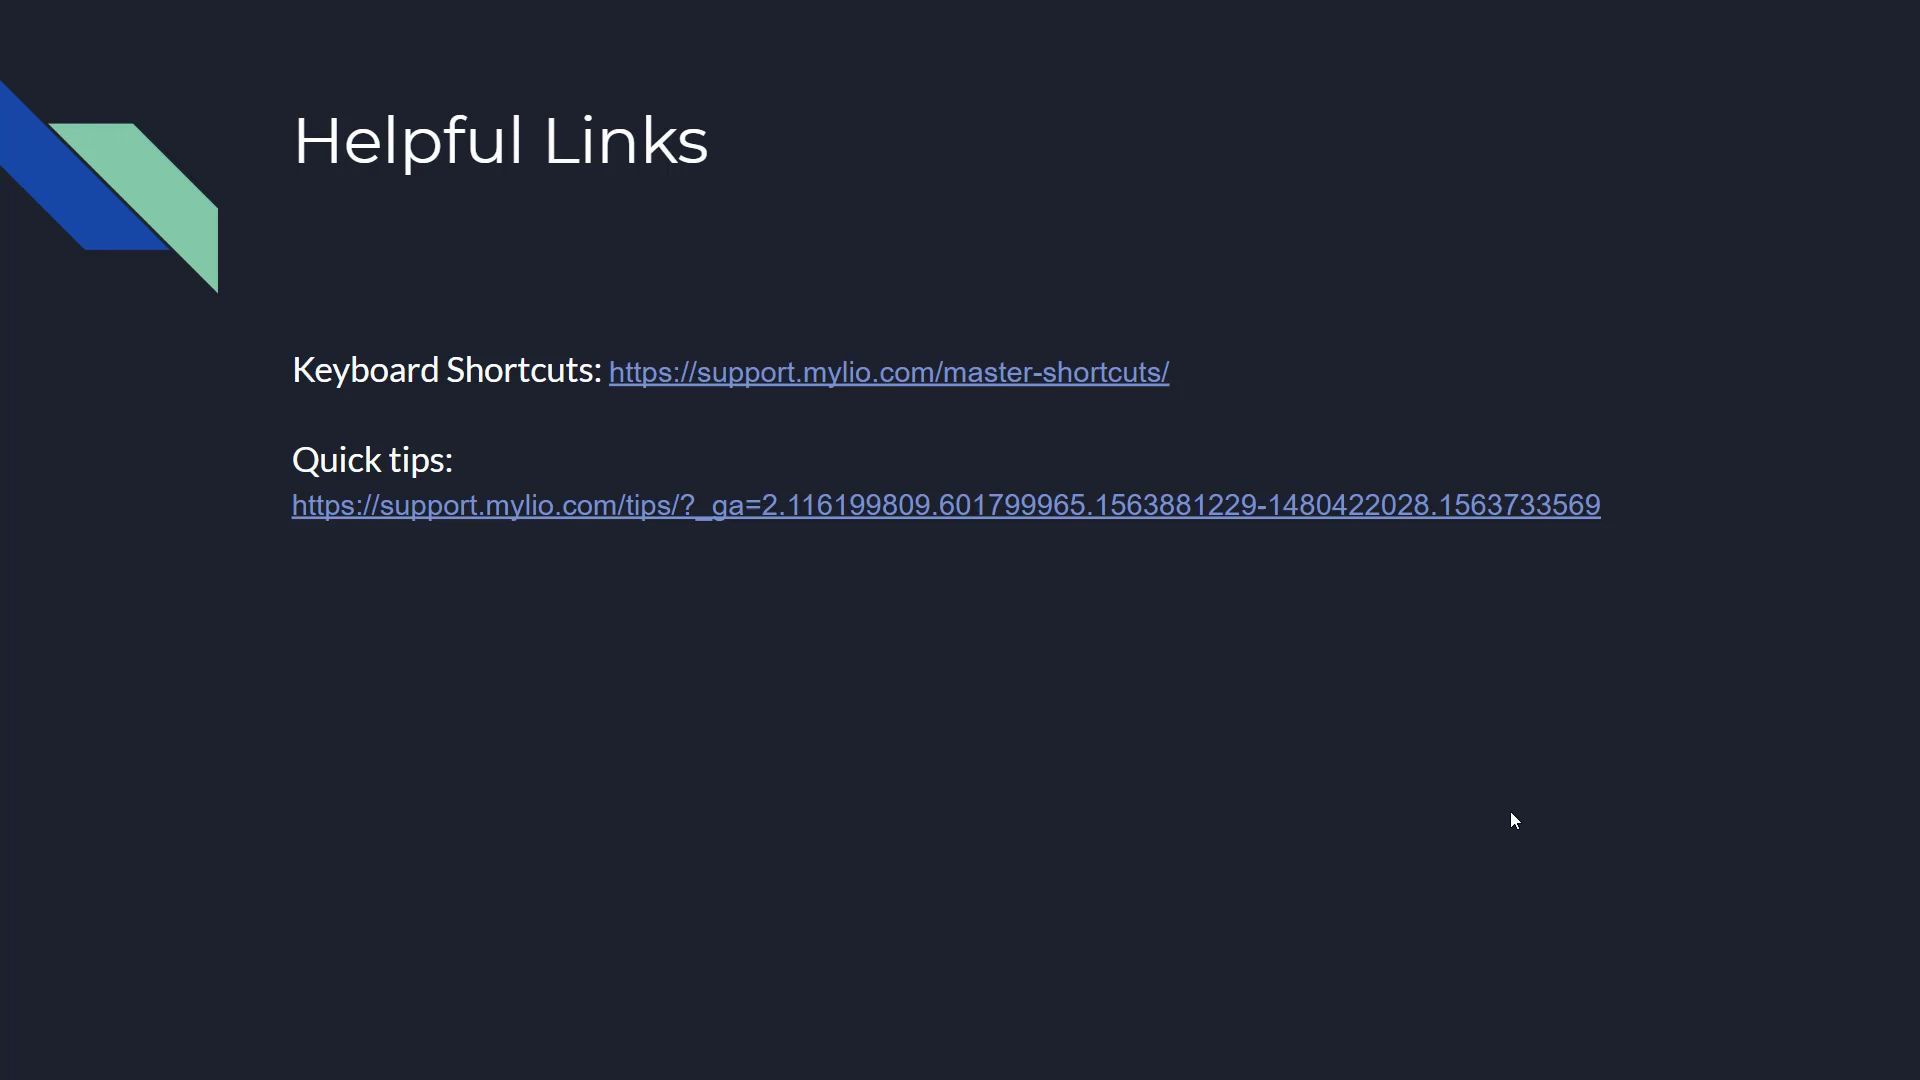 Helpful Links
Keyboard Shortcuts: https://support.mylio.com/master-shortcuts/
Quick tips:
https://support.mylio.com/tips/?_ga=2.116199809.601799965.1563881229-1480422028.1563733569